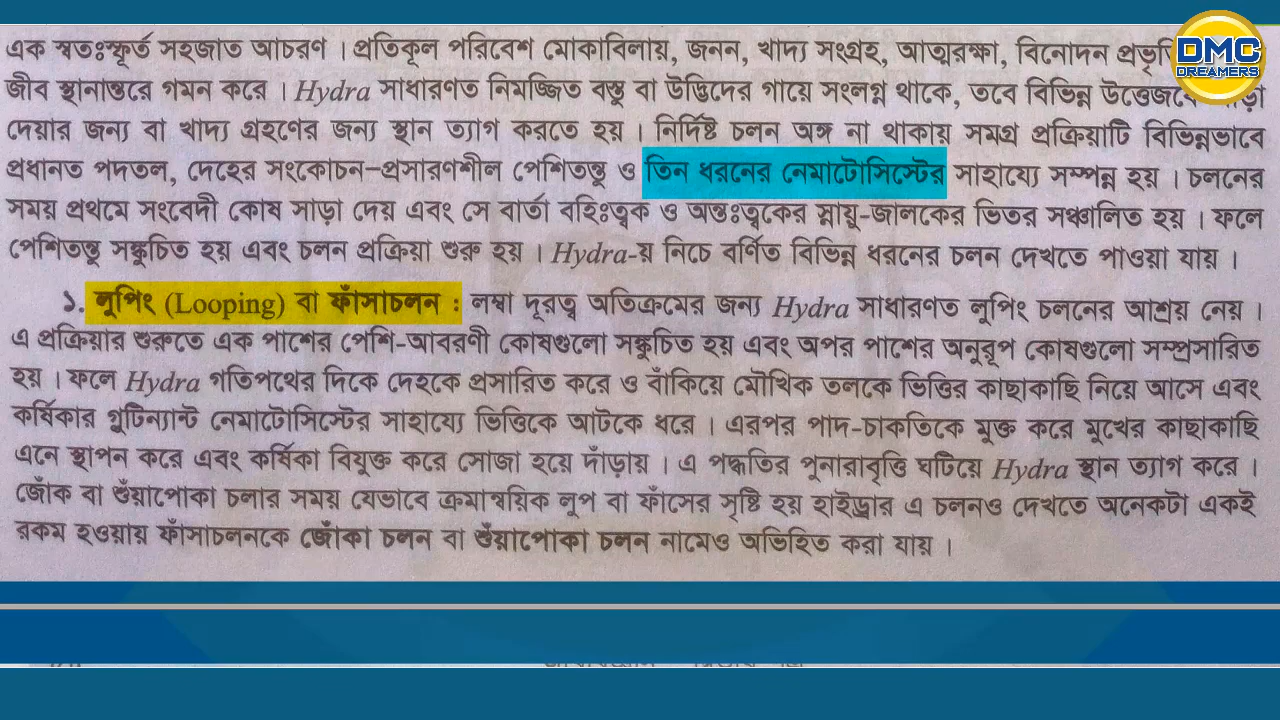 এক স্বতঃস্ফূর্ত সহজাত আচরণ । প্রতিকূল পরিবেশ মোকাবিলায়, জনন, খাদ্য সংগ্রহ, আত্মরক্ষা, বিনোদন
DMC
DREAMERS
জীব স্থানান্তরে গমন করে । Hydra সাধারণত নিমজ্জিত বস্তু বা উদ্ভিদের গায়ে সংলগ্ন থাকে, তবে বিভিন্ন
দেয়ার জন্য বা খাদ্য গ্রহণের জন্য স্থান ত্যাগ করতে হয় । নির্দিষ্ট চলন অঙ্গ না থাকায় সমগ্র প্রক্রিয়াটি বিভিন্নভাবে
প্রধানত পদতল, দেহের সংকোচন–প্রসারণশীল পেশিতন্তু ও তিন ধরনের নেমাটোসিস্টের সাহায্যে সম্পন্ন হয় । চলনের
সময় প্রথমে সংবেদী কোষ সাড়া দেয় এবং সে বার্তা বহিঃত্বক ও অন্তঃত্বকের স্নায়ু-জালকের ভিতর সঞ্চালিত হয় । ফলে
পেশিতন্তু সঙ্কুচিত হয় এবং চলন প্রক্রিয়া শুরু হয় । Hydra-য় নিচে বর্ণিত বিভিন্ন ধরনের চলন দেখতে পাওয়া যায় ।
১. লুপিং (Looping) বা ফাঁসাচলন : লম্বা দূরত্ব অতিক্রমের জন্য Hydra সাধারণত লুপিং চলনের আশ্রয় নেয় ।
এ প্রক্রিয়ার শুরুতে এক পাশের পেশি-আবরণী কোষগুলো সঙ্কুচিত হয় এবং অপর পাশের অনুরূপ কোষগুলো সম্প্রসারিত
হয় । ফলে Hydra গতিপথের দিকে দেহকে প্রসারিত করে ও বাঁকিয়ে মৌখিক তলকে ভিত্তির কাছাকাছি নিয়ে আসে এবং
কর্ষিকার গ্লুটিন্যান্ট নেমাটোসিস্টের সাহায্যে ভিত্তিকে আটকে ধরে । এরপর পাদ-চাকতিকে মুক্ত করে মুখের কাছাকাছি
এনে স্থাপন করে এবং কর্ষিকা বিযুক্ত করে সোজা হয়ে দাঁড়ায় । এ পদ্ধতির পুনারাবৃত্তি ঘটিয়ে Hydra স্থান ত্যাগ করে ।
জোঁক বা শুঁয়াপোকা চলার সময় যেভাবে ক্রমান্বয়িক লুপ বা ফাঁসের সৃষ্টি হয় হাইড্রার এ চলনও দেখতে অনেকটা একই
রকম হওয়ায় ফাঁসাচলনকে জোঁকা চলন বা শুঁয়াপোকা চলন নামেও অভিহিত করা যায় ।